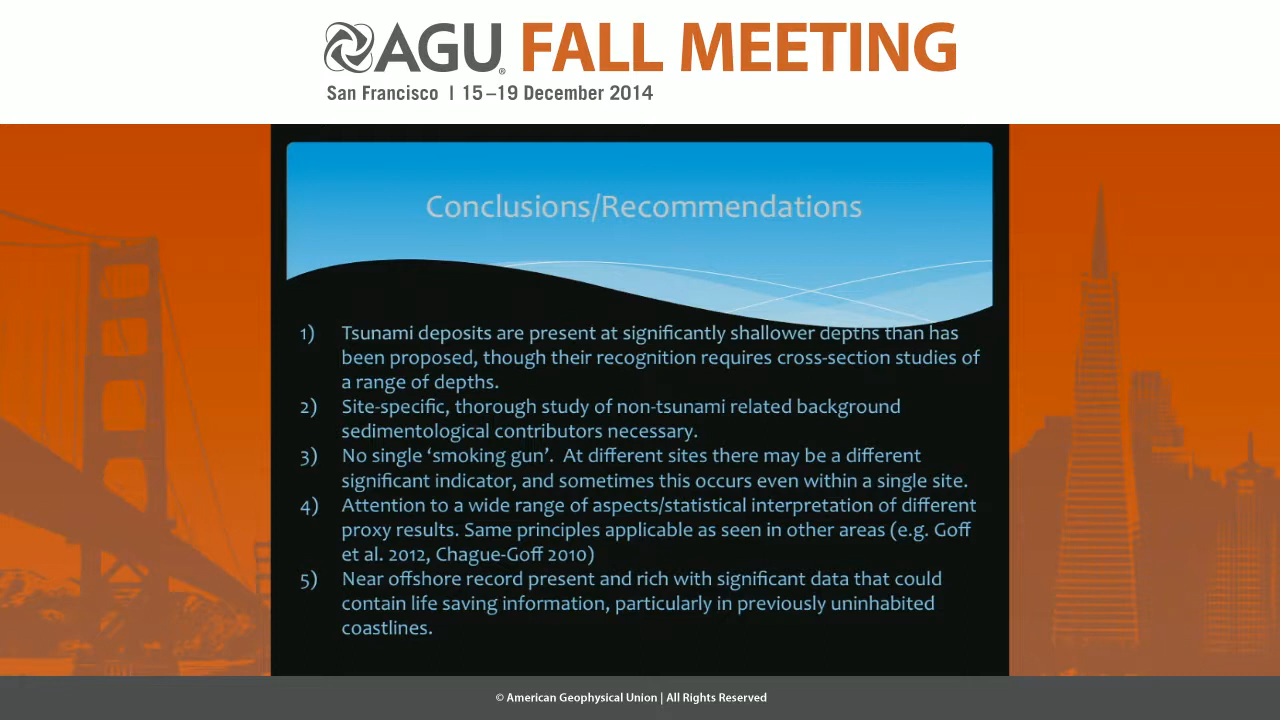 AGU® FALL MEETING
San Francisco | 15–19 December 2014
Conclusions/Recommendations
1) Tsunami deposits are present at significantly shallower depths than has
been proposed, though their recognition requires cross-section studies of
a range of depths.
2) Site-specific, thorough study of non-tsunami related background
sedimentological contributors necessary.
3) No single ‘smoking gun’. At different sites there may be a different
significant indicator, and sometimes this occurs even within a single site.
4) Attention to a wide range of aspects/statistical interpretation of different
proxy results. Same principles applicable as seen in other areas (e.g. Goff
et al. 2012, Chague-Goff 2010)
5) Near offshore record present and rich with significant data that could
contain life saving information, particularly in previously uninhabited
coastlines.
© American Geophysical Union | All Rights Reserved